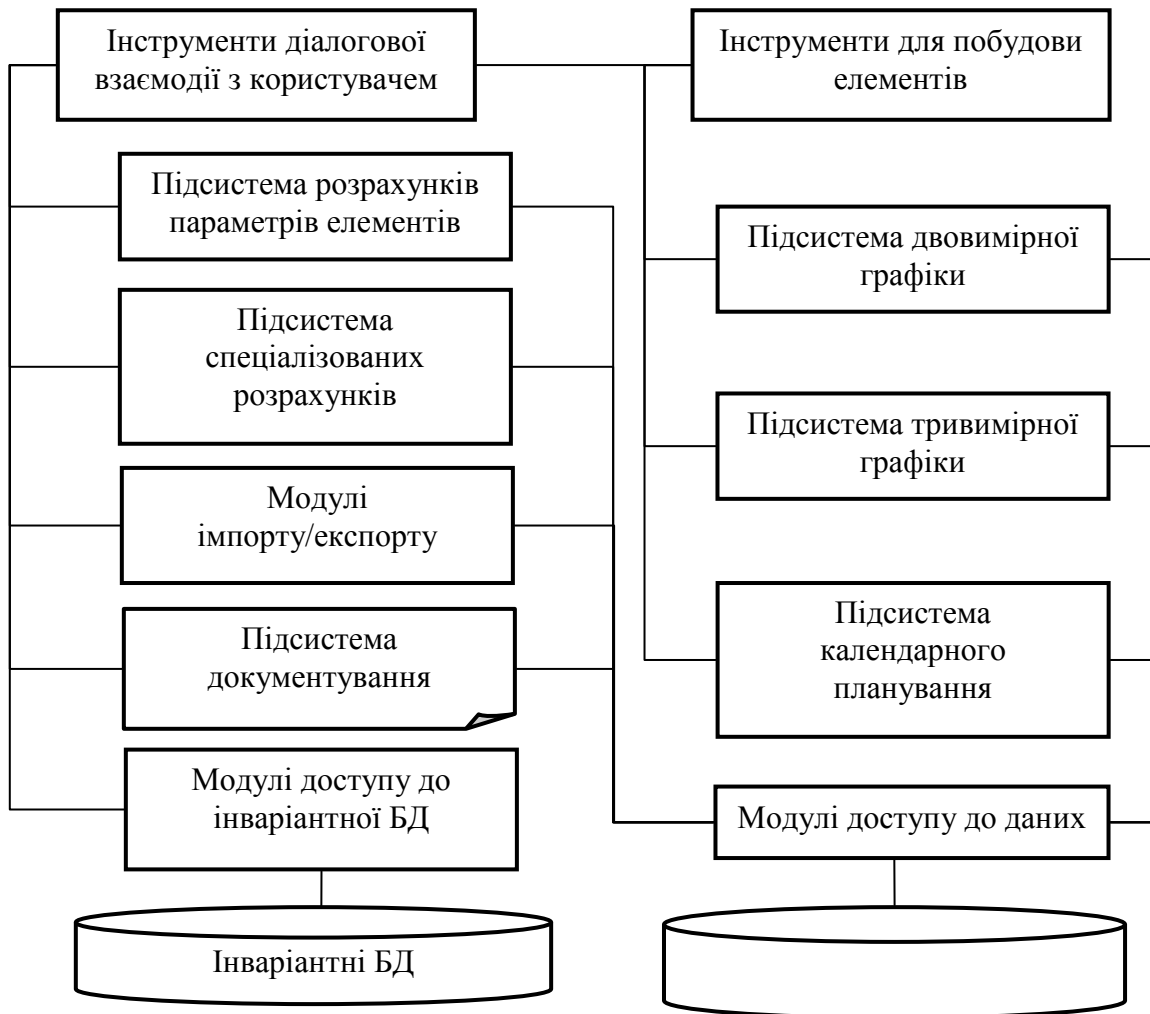 Інструменти діалогової
взаємодії з користувачем
Інструменти для побудови
елементів
Підсистема розрахунків
параметрів елементів
Підсистема двовимірної
графіки
Підсистема
спеціалізованих
розрахунків
Підсистема тривимірної
графіки
Модулі
імпорту/експорту
Підсистема
календарного
планування
Підсистема
документування
Модулі доступу до
інваріантної БД
Модулі доступу до даних
Інваріантні БД